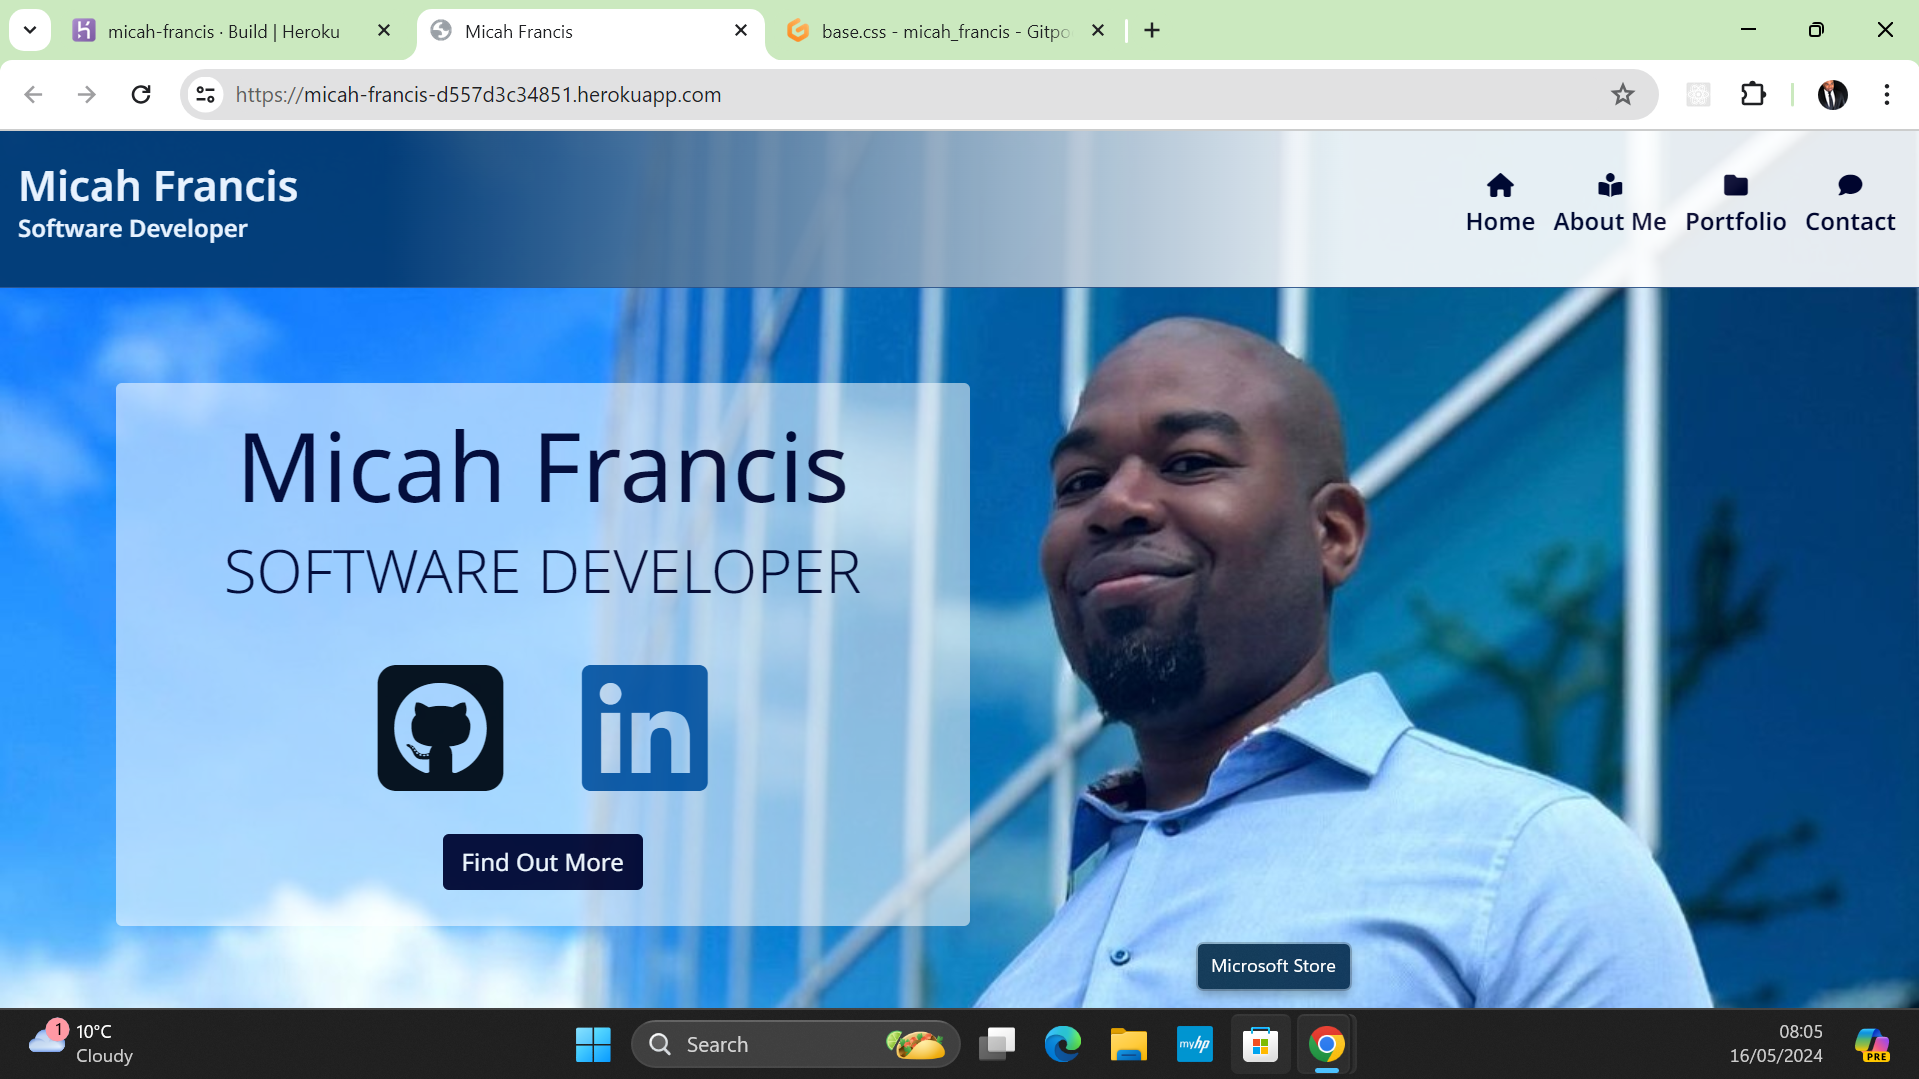 micah-francis · Build | Heroku
Micah Francis
base.css - micah_francis - Gitpo
https://micah-francis-d557d3c34851.herokuapp.com
Micah Francis
Software Developer
Home
About Me
Portfolio
Contact
Micah Francis
SOFTWARE DEVELOPER
in
Find Out More
Microsoft Store
1
10°C
Cloudy
Search
myhp
08:05
16/05/2024
PRE